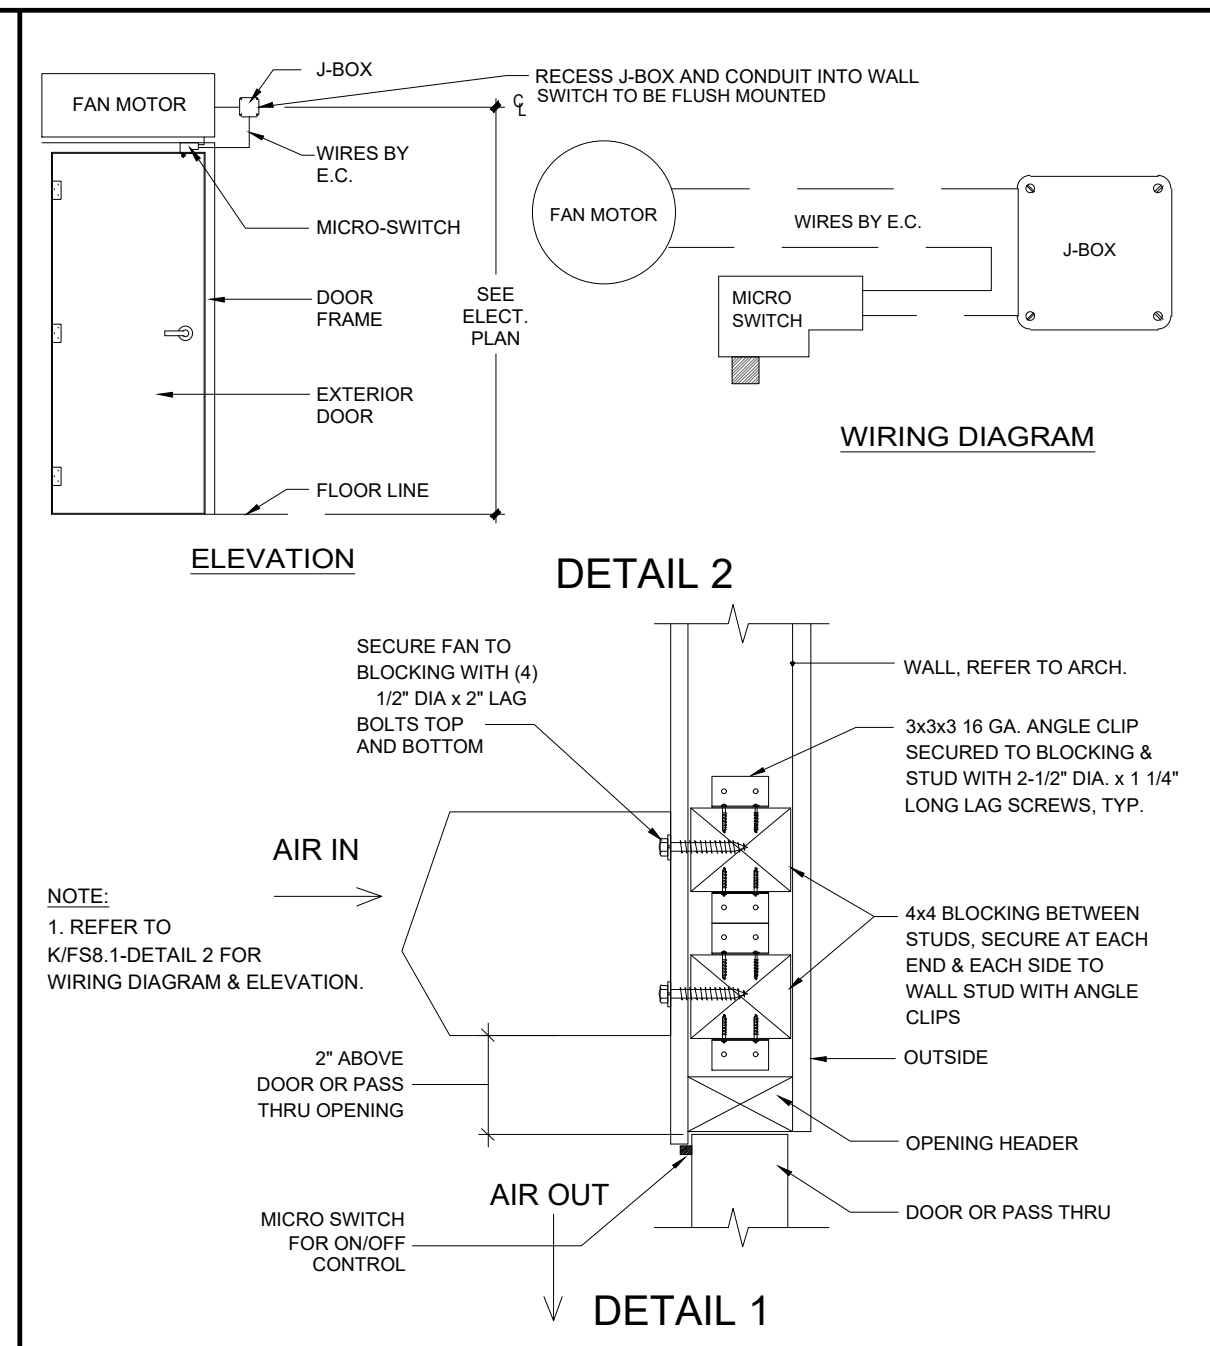 J-BOX
RECESS J-BOX AND CONDUIT INTO WALL
SWITCH TO BE FLUSH MOUNTED
CL
FAN MOTOR
WIRES BY
E.C.
MICRO-SWITCH
DOOR
FRAME
SEE
ELECT.
PLAN
EXTERIOR
DOOR
FLOOR LINE
ELEVATION
FAN MOTOR
WIRES BY E.C.
J-BOX
MICRO
SWITCH
WIRING DIAGRAM
DETAIL 2
SECURE FAN TO
BLOCKING WITH (4)
1/2" DIA x 2" LAG
BOLTS TOP
AND BOTTOM
WALL, REFER TO ARCH.
3x3x3 16 GA. ANGLE CLIP
SECURED TO BLOCKING &
STUD WITH 2-1/2" DIA. x 1 1/4"
LONG LAG SCREWS, TYP.
AIR IN
NOTE:
1. REFER TO
K/FS8.1-DETAIL 2 FOR
WIRING DIAGRAM & ELEVATION.
4x4 BLOCKING BETWEEN
STUDS, SECURE AT EACH
END & EACH SIDE TO
WALL STUD WITH ANGLE
CLIPS
OUTSIDE
2" ABOVE
DOOR OR PASS
THRU OPENING
OPENING HEADER
AIR OUT
DOOR OR PASS THRU
MICRO SWITCH
FOR ON/OFF
CONTROL
DETAIL 1